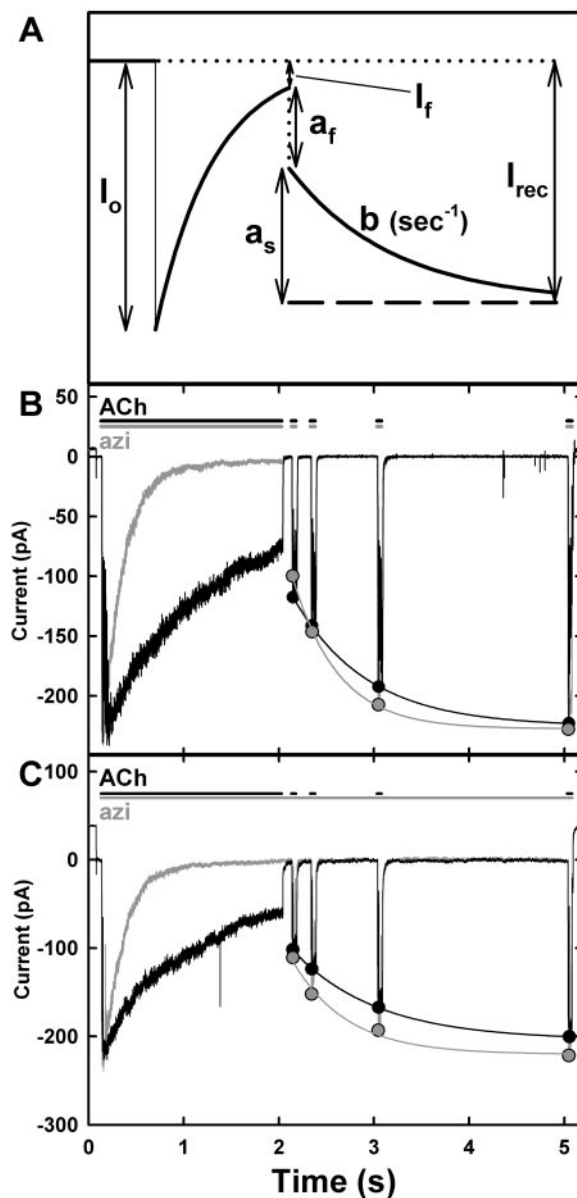 A
I_o
I_f
a_f
a_s
b (sec⁻¹)
I_rec
B
50
ACh
azi
0
-50
-100
-150
-200
Current (pA)
C
100
ACh
azi
0
-100
-200
-300
Current (pA)
0 1 2 3 4 5
Time (s)